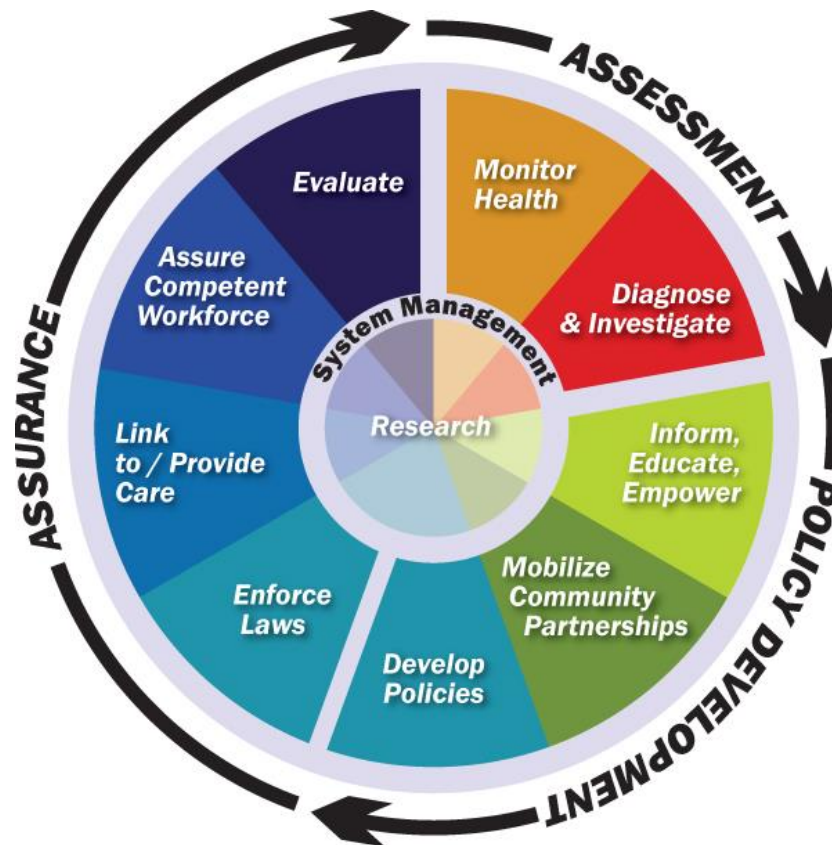 ASSESSMENT
POLICY DEVELOPMENT
ASSURANCE
Monitor
Health
Diagnose
& Investigate
Inform,
Educate,
Empower
Mobilize
Community
Partnerships
Develop
Policies
Enforce
Laws
Link
to / Provide
Care
Assure
Competent
Workforce
Evaluate
System Management
Research